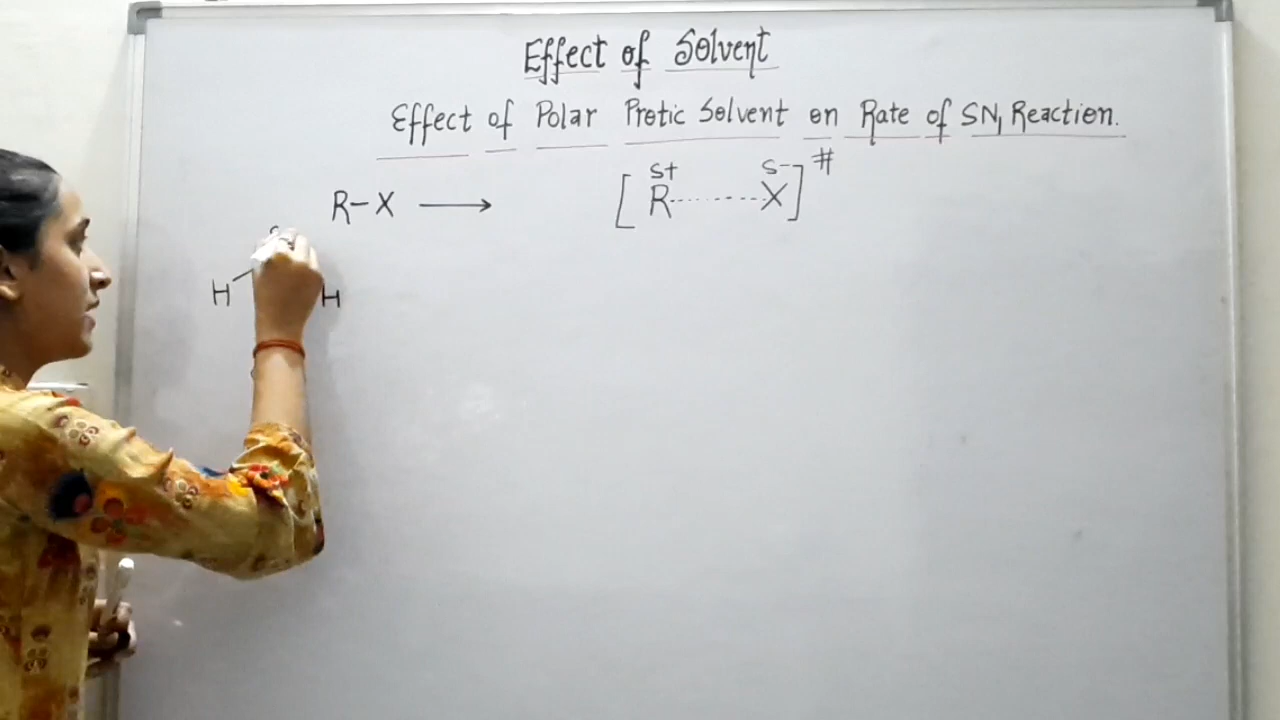 Effect of Solvent
Effect of Polar Protic Solvent on Rate of SN1 Reaction.
R-X ⟶ [ R........X ]#
S+ S-
H H